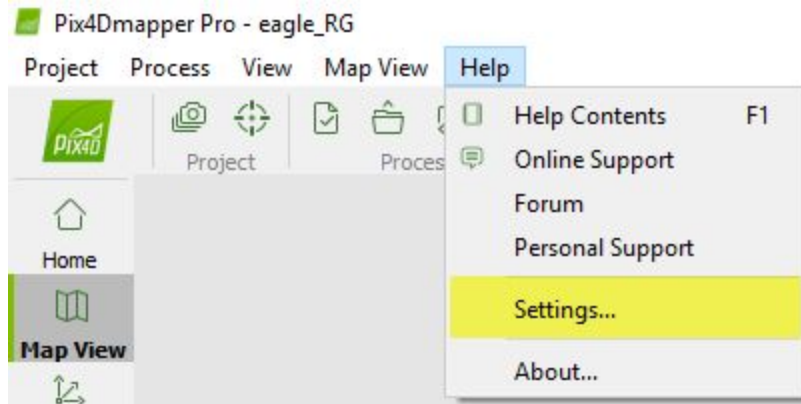 Pix4Dmapper Pro - eagle_RG
Project Process View Map View Help
PIX4D
Project
Help Contents F1
Online Support
Forum
Personal Support
Settings...
About...
Home
Map View